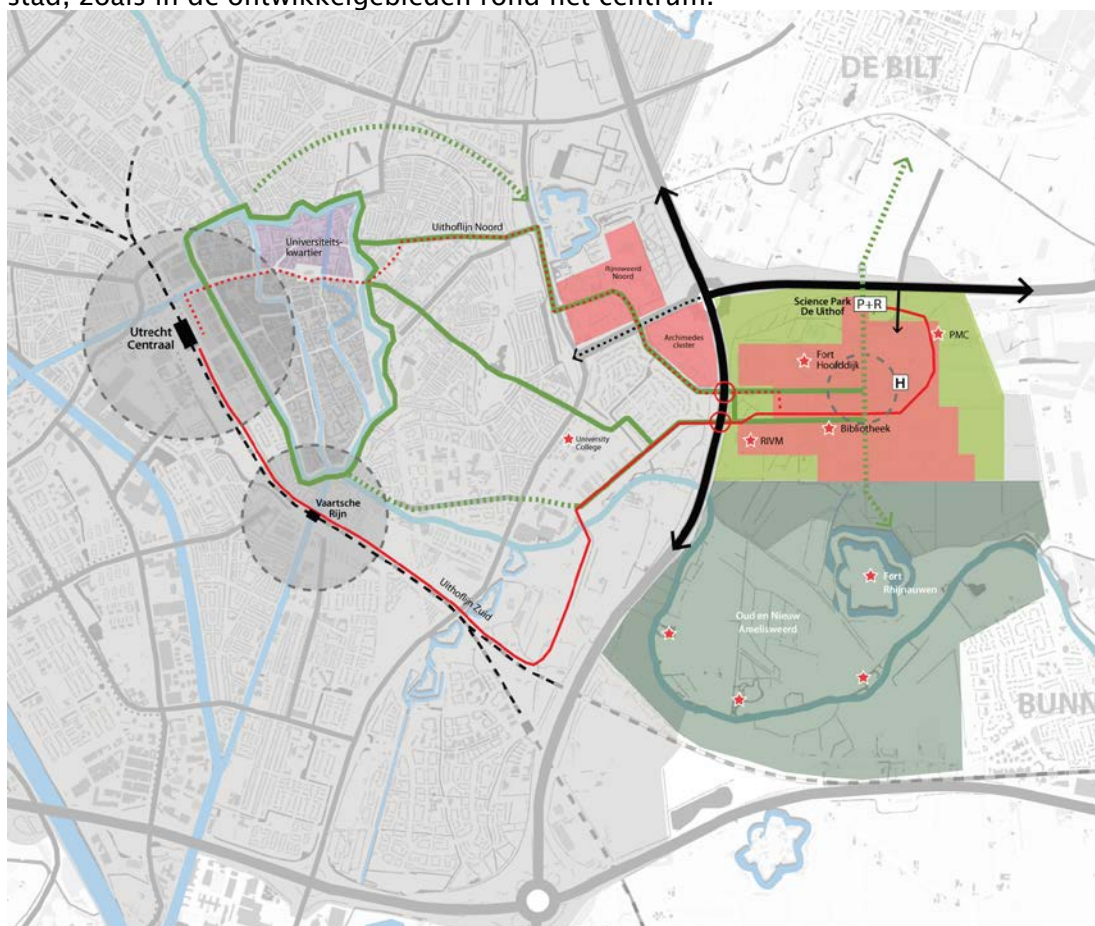 stad, zoals in de ontwikkelgebieden rond het centrum.
DE BILT
Uithoflijn Noord
Universiteits-
kwartier
Rijnsweerd
Noord
Science Park
De Uithof
P+R
Utrecht
Centraal
Archimedes
cluster
PMC
Fort
Hoofddijk
H
University
College
RIVM
Bibliotheek
Vaartsche
Rijn
Uithoflijn Zuid
Fort
Rhijnauwen
Oud en Nieuw
Amelisweerd
BUNN